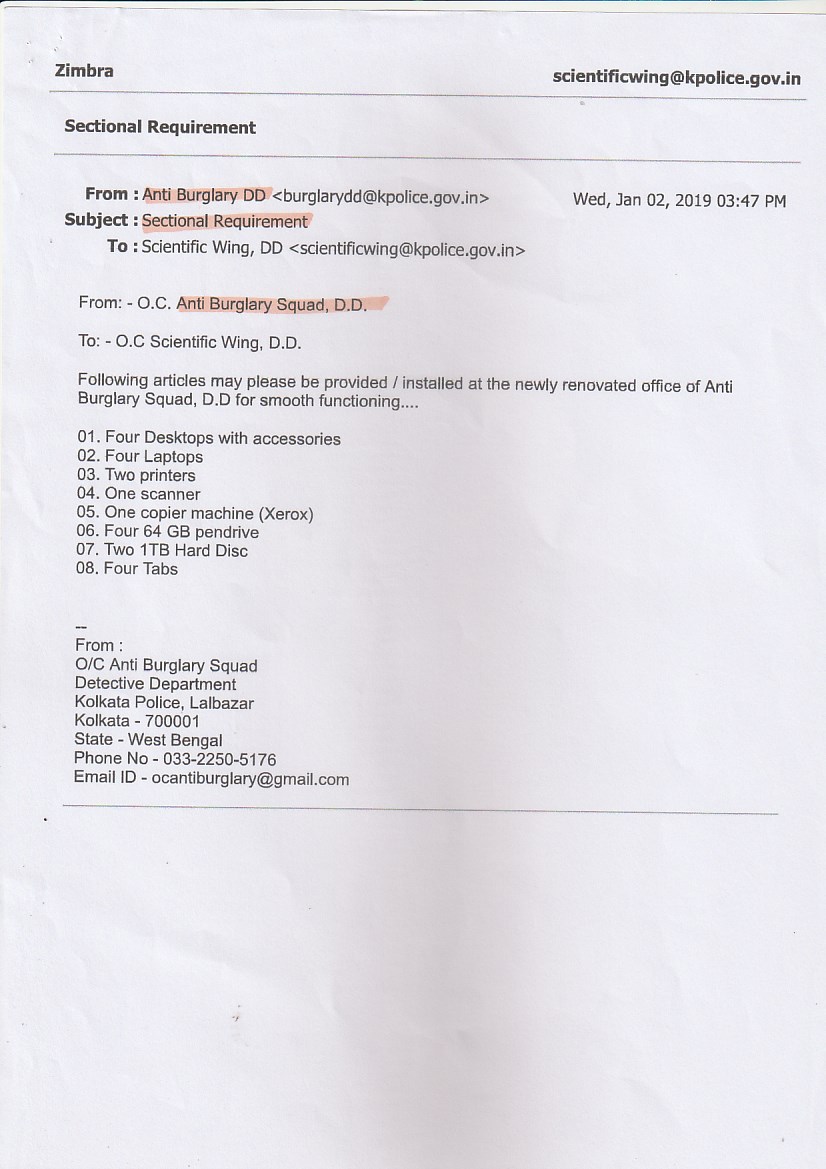 Zimbra
scientificwing@kpolice.gov.in
Sectional Requirement
From : Anti Burglary DD <burglarydd@kpolice.gov.in>
Wed, Jan 02, 2019 03:47 PM
Subject : Sectional Requirement
To : Scientific Wing, DD <scientificwing@kpolice.gov.in>
From: - O.C. Anti Burglary Squad, D.D.
To: - O.C Scientific Wing, D.D.
Following articles may please be provided / installed at the newly renovated office of Anti
Burglary Squad, D.D for smooth functioning....
01. Four Desktops with accessories
02. Four Laptops
03. Two printers
04. One scanner
05. One copier machine (Xerox)
06. Four 64 GB pendrive
07. Two 1TB Hard Disc
08. Four Tabs
--
From :
O/C Anti Burglary Squad
Detective Department
Kolkata Police, Lalbazar
Kolkata - 700001
State - West Bengal
Phone No - 033-2250-5176
Email ID - ocantiburglary@gmail.com